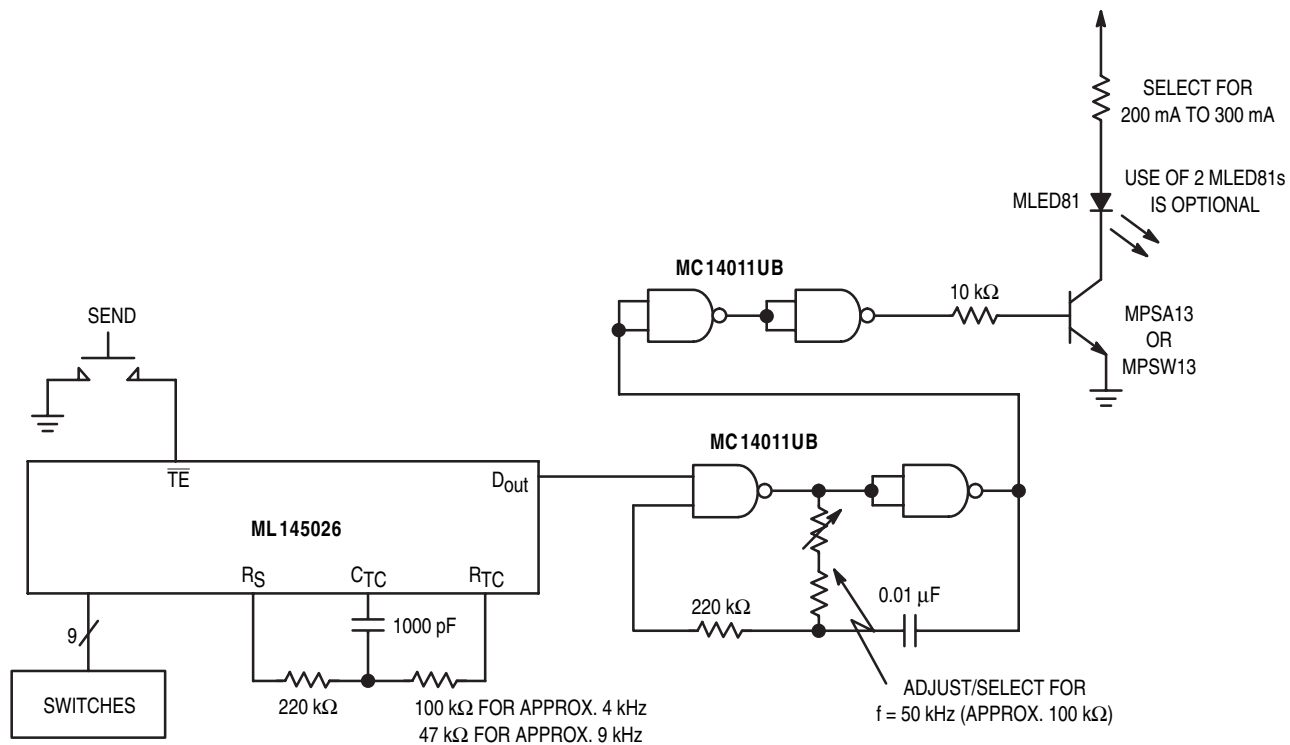 SELECT FOR
200 mA TO 300 mA
MLED81
USE OF 2 MLED81s
IS OPTIONAL
MC14011UB
10 kΩ
MPSA13
OR
MPSW13
SEND
MC14011UB
TE
Dout
ML145026
RS
CTC
RTC
9
1000 pF
220 kΩ
0.01 μF
SWITCHES
220 kΩ
100 kΩ FOR APPROX. 4 kHz
47 kΩ FOR APPROX. 9 kHz
ADJUST/SELECT FOR
f = 50 kHz (APPROX. 100 kΩ)